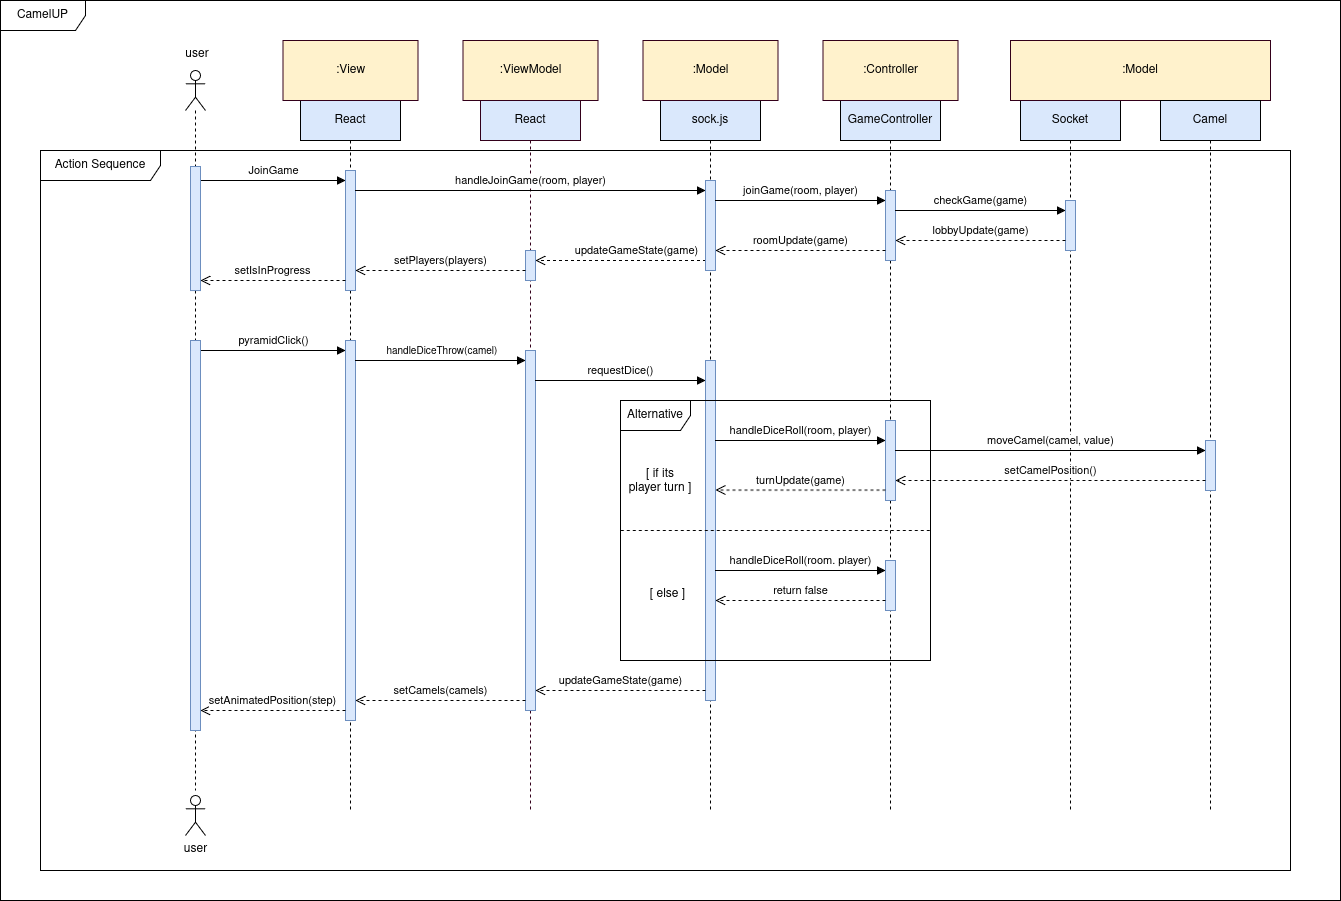 CamelUP
user
:View
:ViewModel
:Model
:Controller
:Model
React
React
sock.js
GameController
Socket
Camel
Action Sequence
JoinGame
handleJoinGame(room, player)
joinGame(room, player)
checkGame(game)
lobbyUpdate(game)
roomUpdate(game)
updateGameState(game)
setPlayers(players)
setIsInProgress
pyramidClick()
handleDiceThrow(camel)
requestDice()
Alternative
handleDiceRoll(room, player)
moveCamel(camel, value)
[ if its
player turn ]
setCamelPosition()
turnUpdate(game)
handleDiceRoll(room. player)
[ else ]
return false
updateGameState(game)
setCamels(camels)
setAnimatedPosition(step)
user